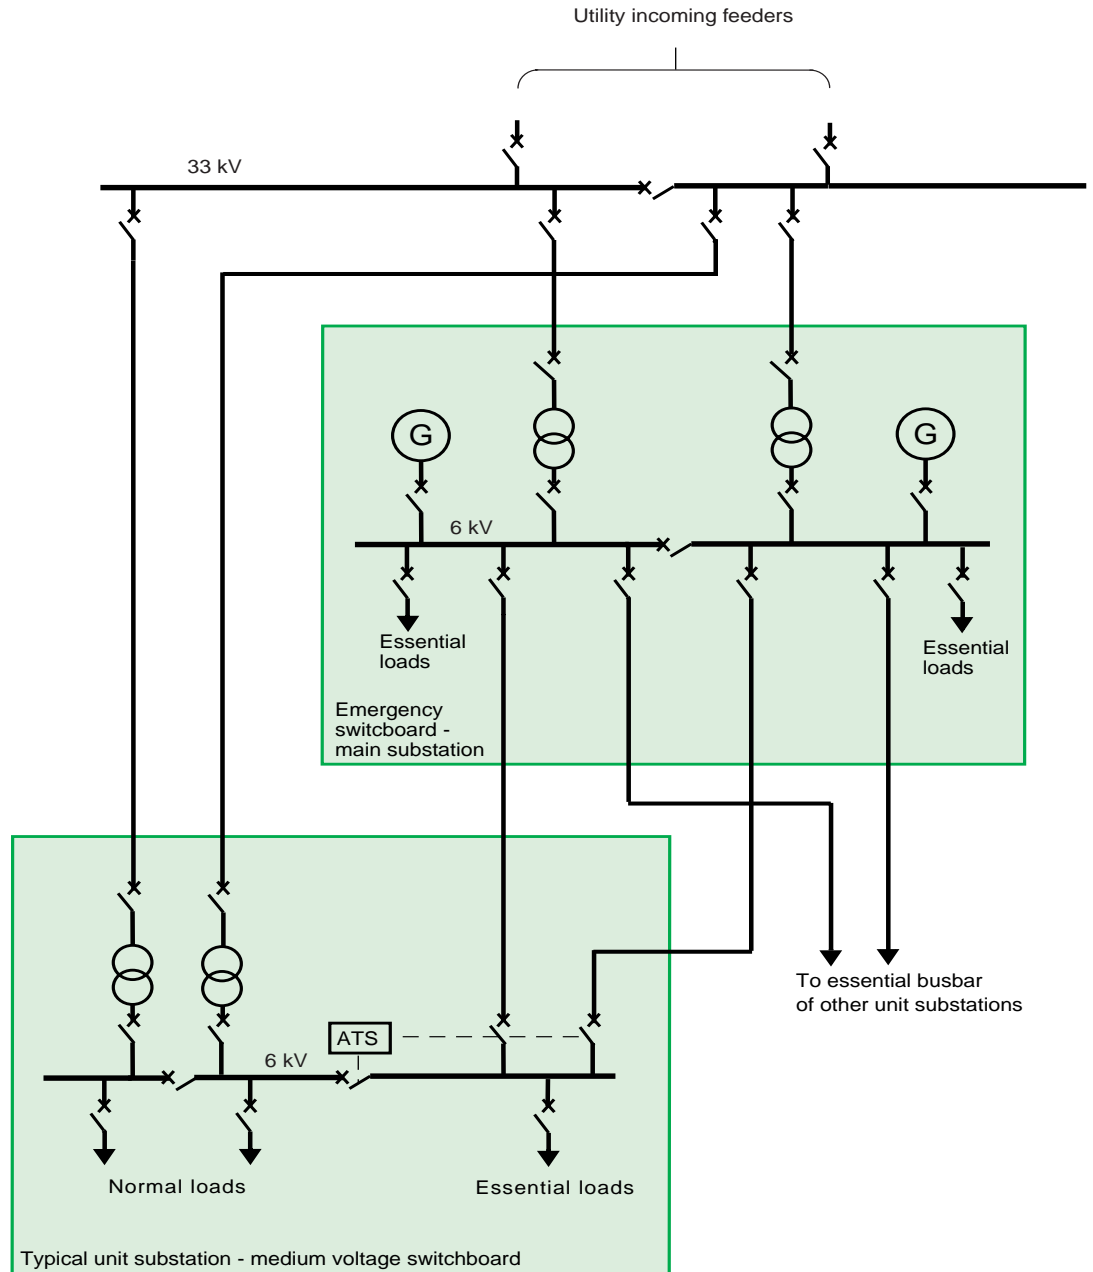 Utility incoming feeders
33 kV
G
G
6 kV
Essential
loads
Essential
loads
Emergency
switcboard -
main substation
To essential busbar
of other unit substations
ATS
6 kV
Normal loads
Essential loads
Typical unit substation - medium voltage switchboard